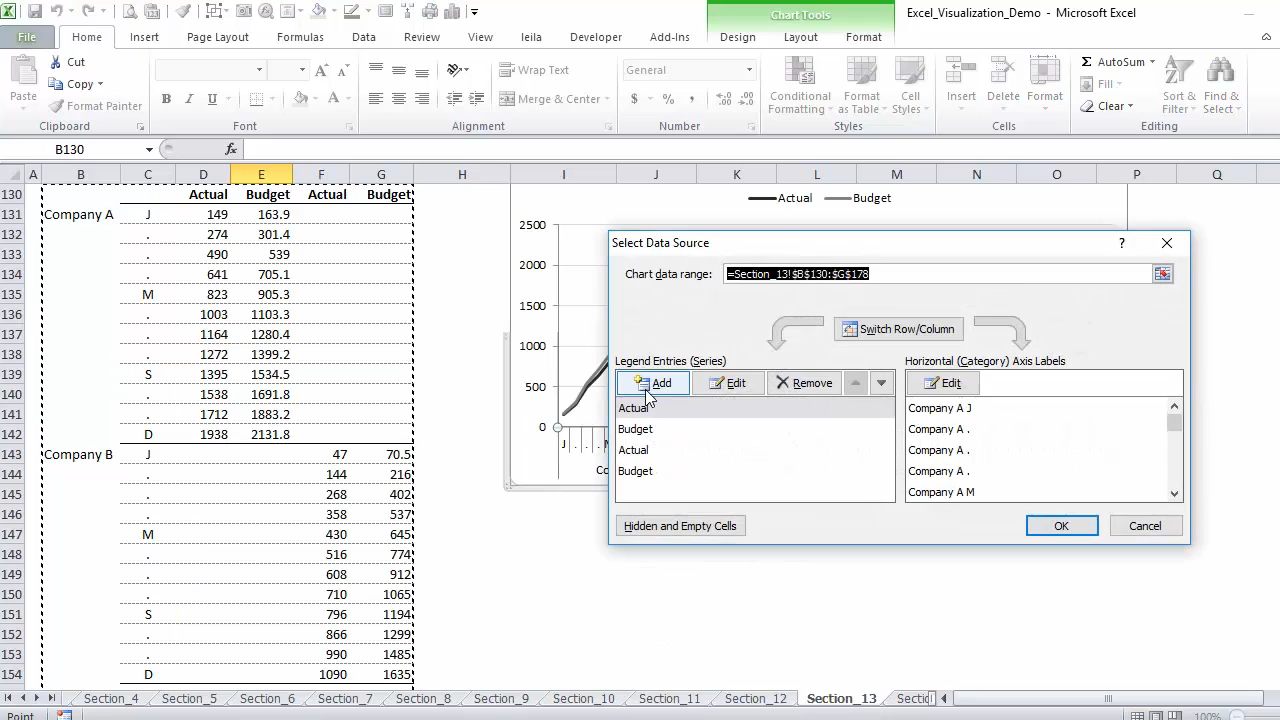 Chart Tools
Excel_Visualization_Demo - Microsoft Excel
File Home Insert Page Layout Formulas Data Review View leila Developer Add-Ins Team Design Layout Format
Cut
Copy
Format Painter
Paste
Wrap Text
Merge & Center
General
$ % ,
B I U
Conditional Formatting
Format as Table
Cell Styles
Insert Delete Format
AutoSum
Fill
Clear
Sort & Filter
Find & Select
Clipboard Font Alignment Number Styles Cells Editing
B130 fx
A B C D E F G H I J K L M N O P Q
130 Actual Budget Actual Budget
131 Company A J 149 163.9
132 . 274 301.4
133 . 490 539
134 . 641 705.1
135 M 823 905.3
136 . 1003 1103.3
137 . 1164 1280.4
138 . 1272 1399.2
139 S 1395 1534.5
140 . 1538 1691.8
141 . 1712 1883.2
142 D 1938 2131.8
143 Company B J 47 70.5
144 . 144 216
145 . 268 402
146 . 358 537
147 M 430 645
148 . 516 774
149 . 608 912
150 . 710 1065
151 S 796 1194
152 . 866 1299
153 . 990 1485
154 D 1090 1635
Actual Budget
2500
2000
1500
1000
500
0
J . . . M
Co
Select Data Source
? 
Chart data range: =Section_13!$B$130:$G$178
Switch Row/Column
Legend Entries (Series)
Add Edit Remove
Actual
Budget
Actual
Budget
Horizontal (Category) Axis Labels
Edit
Company A J
Company A .
Company A .
Company A .
Company A M
Hidden and Empty Cells
OK Cancel
Section_4 Section_5 Section_6 Section_7 Section_8 Section_9 Section_10 Section_11 Section_12 Section_13 Secti
Point
100%